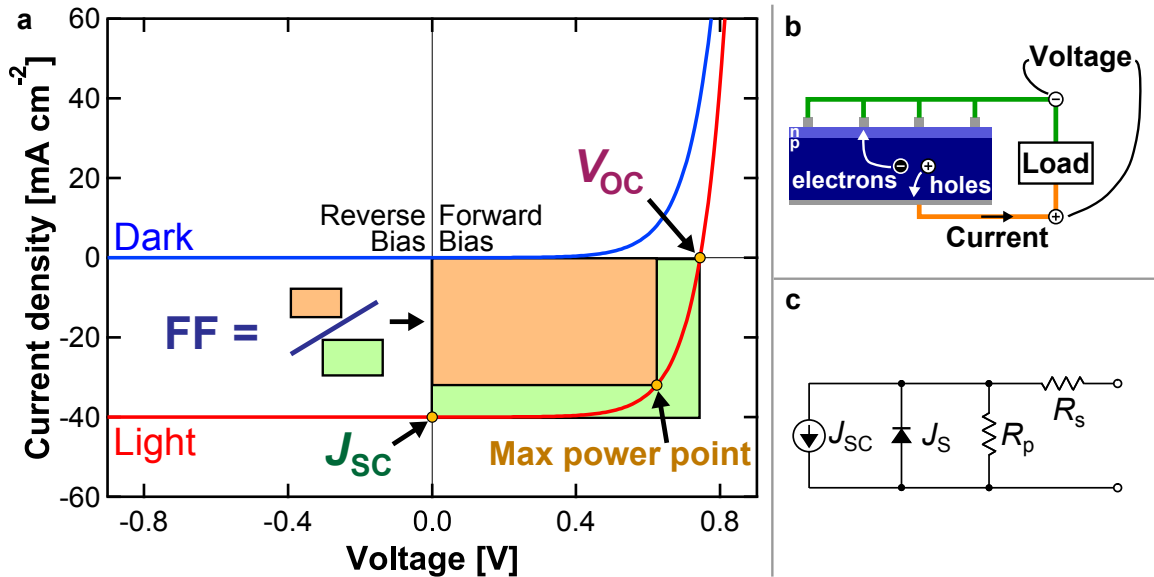 a
Current density [mA cm-2]
60
40
20
0
-20
-40
-60
-0.8
-0.4
0.0
0.4
0.8
Voltage [V]
Dark
Light
Reverse Bias
Forward Bias
VOC
FF =
JSC
Max power point
b
Voltage
−
n
p
electrons
−
+
holes
Load
+
Current
c
JSC
JS
Rp
Rs